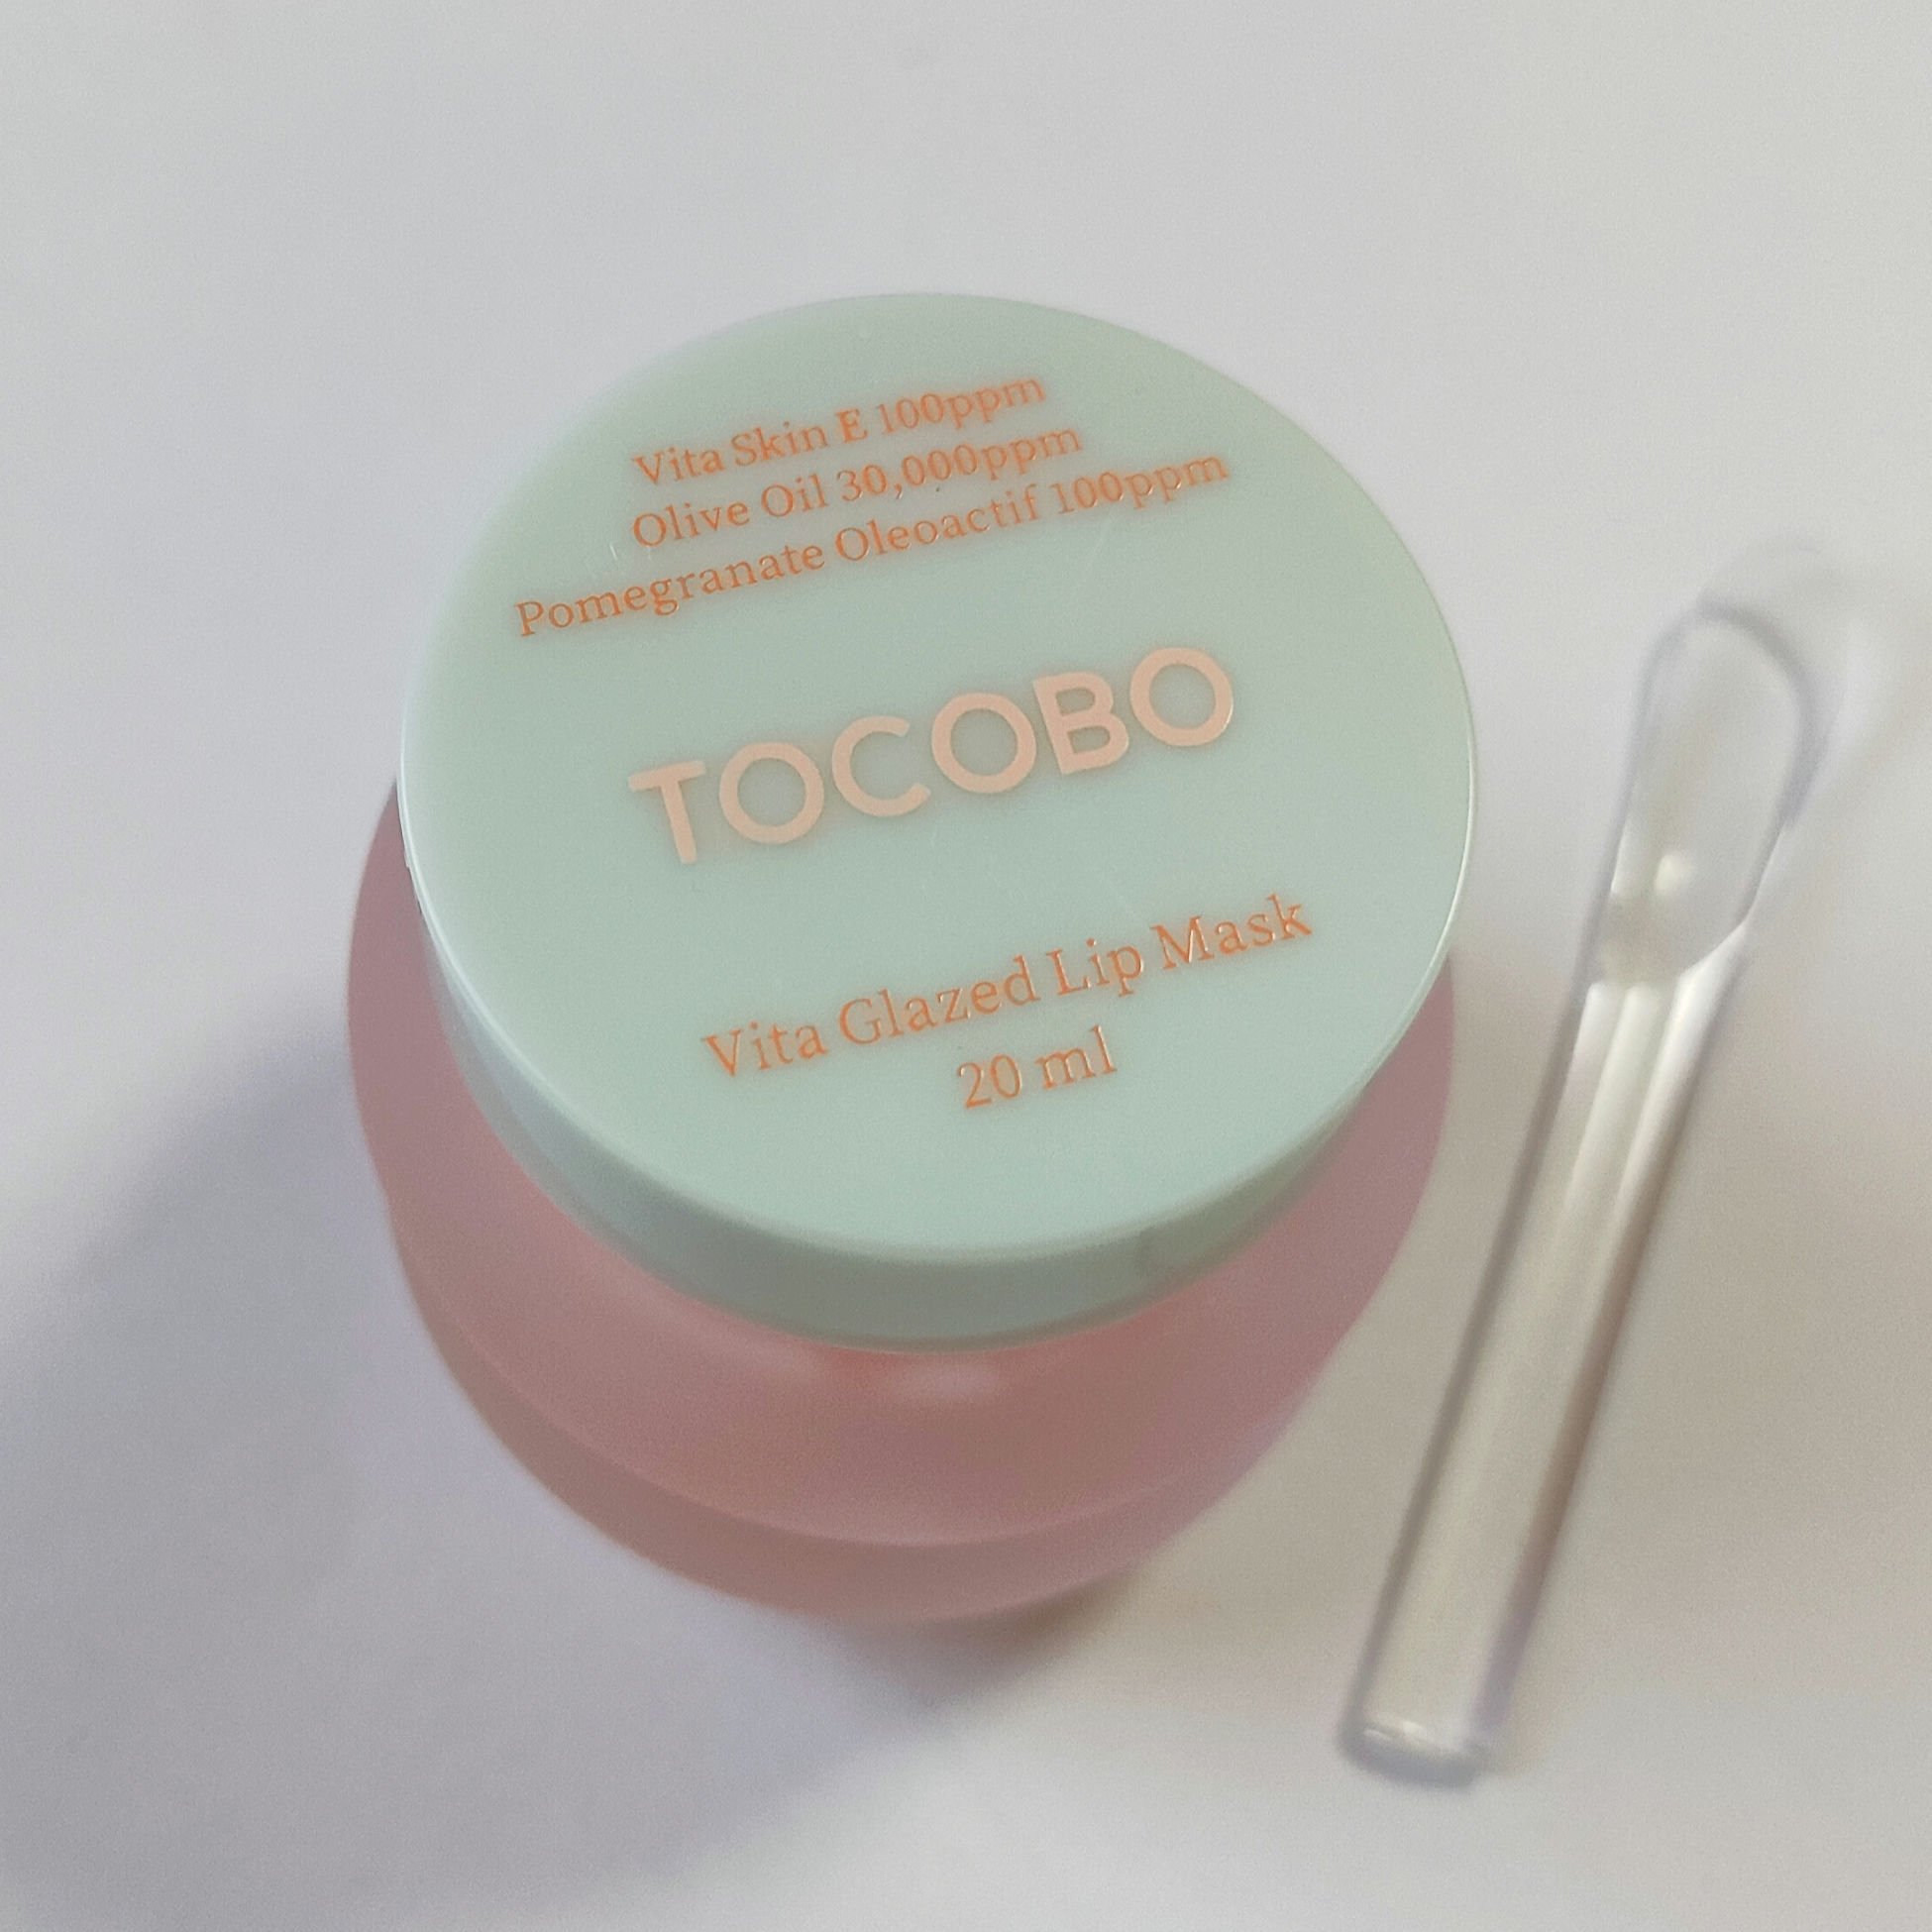 Vita Skin E 100ppm
Olive Oil 30,000ppm
Pomegranate Oleoactif 100ppm
TOCOBO
Vita Glazed Lip Mask
20 ml